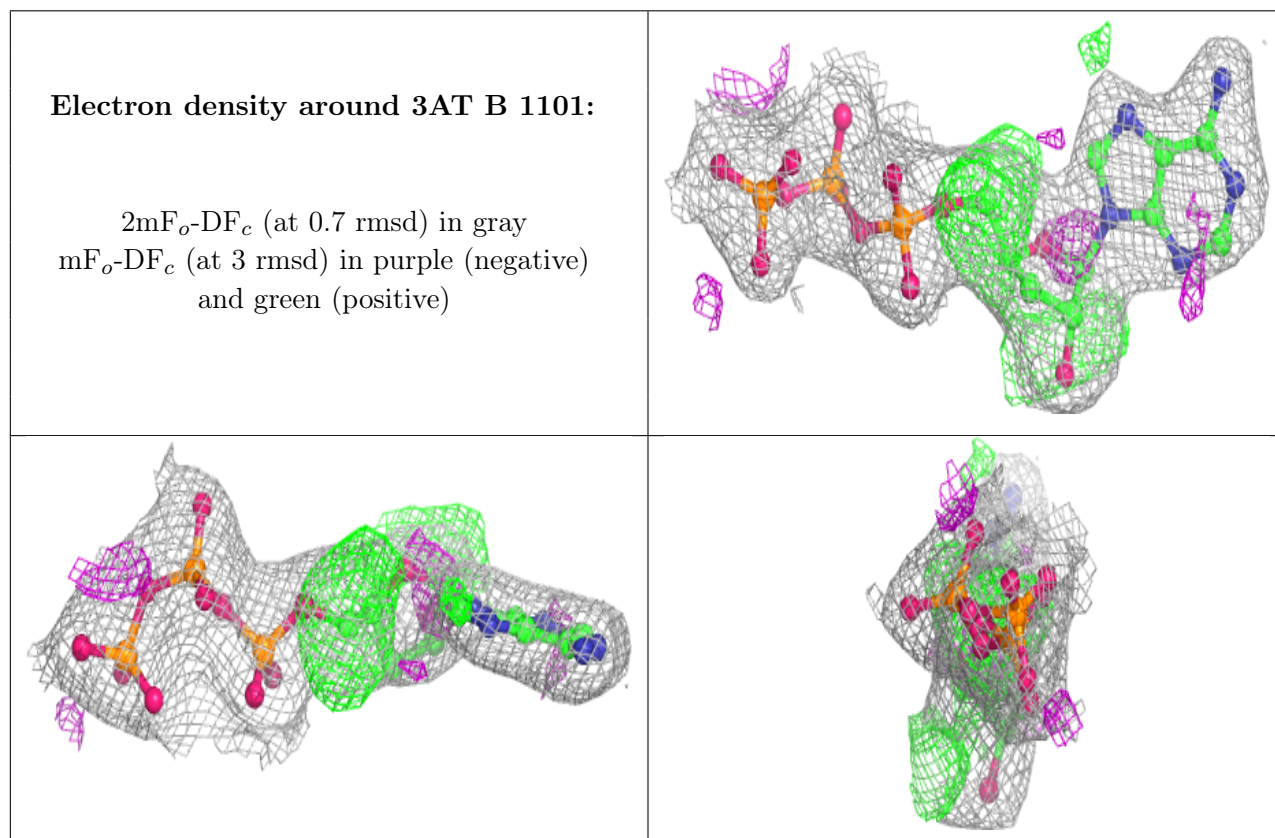 Electron density around 3AT B 1101:
2mFo-DFc (at 0.7 rmsd) in gray
mFo-DFc (at 3 rmsd) in purple (negative)
and green (positive)